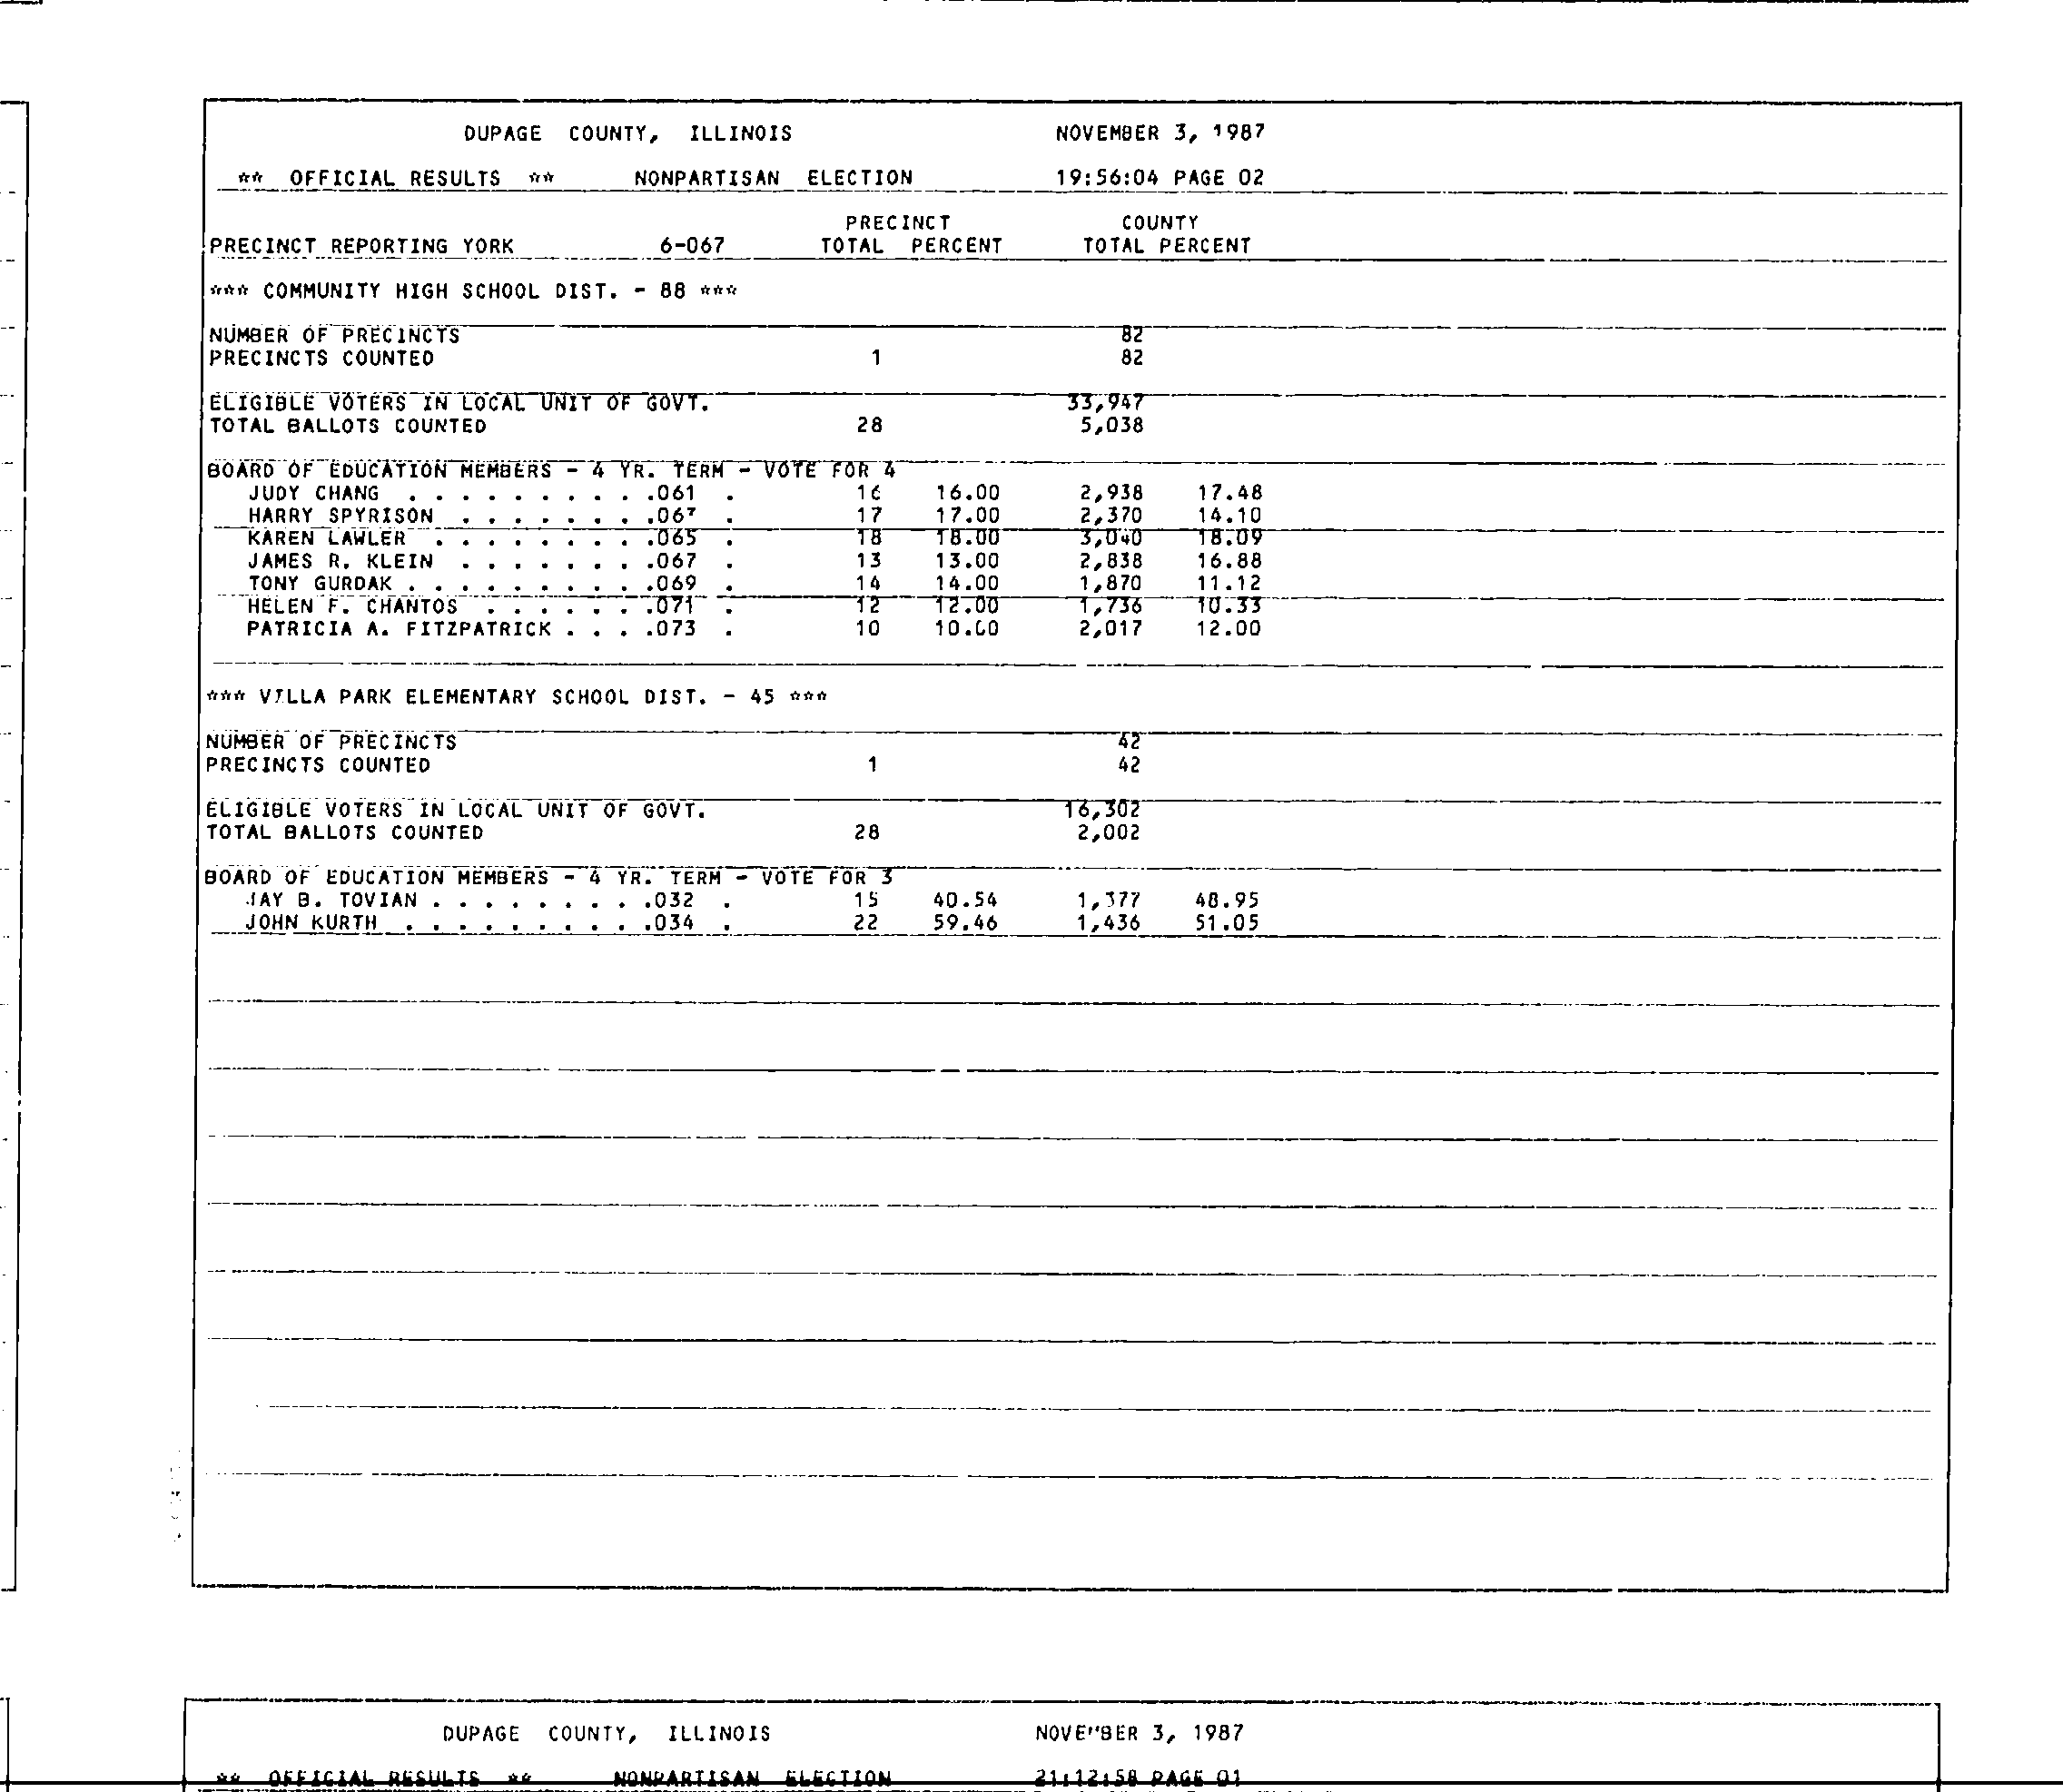 DUPAGE COUNTY, ILLINOIS NOVEMBER 3, 1987
** OFFICIAL RESULTS ** NONPARTISAN ELECTION 19:56:04 PAGE 02
PRECINCT COUNTY
PRECINCT REPORTING YORK 6-067 TOTAL PERCENT TOTAL PERCENT
*** COMMUNITY HIGH SCHOOL DIST. - 88 ***
NUMBER OF PRECINCTS 82
PRECINCTS COUNTED 1 82
ELIGIBLE VOTERS IN LOCAL UNIT OF GOVT. 33,947
TOTAL BALLOTS COUNTED 28 5,038
BOARD OF EDUCATION MEMBERS - 4 YR. TERM - VOTE FOR 4
JUDY CHANG . . . . . . . . . .061 . 16 16.00 2,938 17.48
HARRY SPYRISON . . . . . . . . 17 17.00 2,370 14.10
KAREN LAWLER . . . . . . . . .065 . 18 18.00 3,040 18.09
JAMES R. KLEIN . . . . . . . .067 . 13 13.00 2,838 16.88
TONY GURDAK . . . . . . . . . .069 . 14 14.00 1,870 11.12
HELEN F. CHANTOS . . . . . . .071 . 12 12.00 1,736 10.33
PATRICIA A. FITZPATRICK . . . .073 . 10 10.00 2,017 12.00
*** VILLA PARK ELEMENTARY SCHOOL DIST. - 45 ***
NUMBER OF PRECINCTS 42
PRECINCTS COUNTED 1 42
ELIGIBLE VOTERS IN LOCAL UNIT OF GOVT. 16,302
TOTAL BALLOTS COUNTED 28 2,002
BOARD OF EDUCATION MEMBERS - 4 YR. TERM - VOTE FOR 3
JAY B. TOVIAN . . . . . . . . .032 . 15 40.54 1,377 48.95
JOHN KURTH . . . . . . . . . .034 . 22 59.46 1,436 51.05
DUPAGE COUNTY, ILLINOIS NOVEMBER 3, 1987
** OFFICIAL RESULTS ** NONPARTISAN ELECTION 21:12:58 PAGE 01